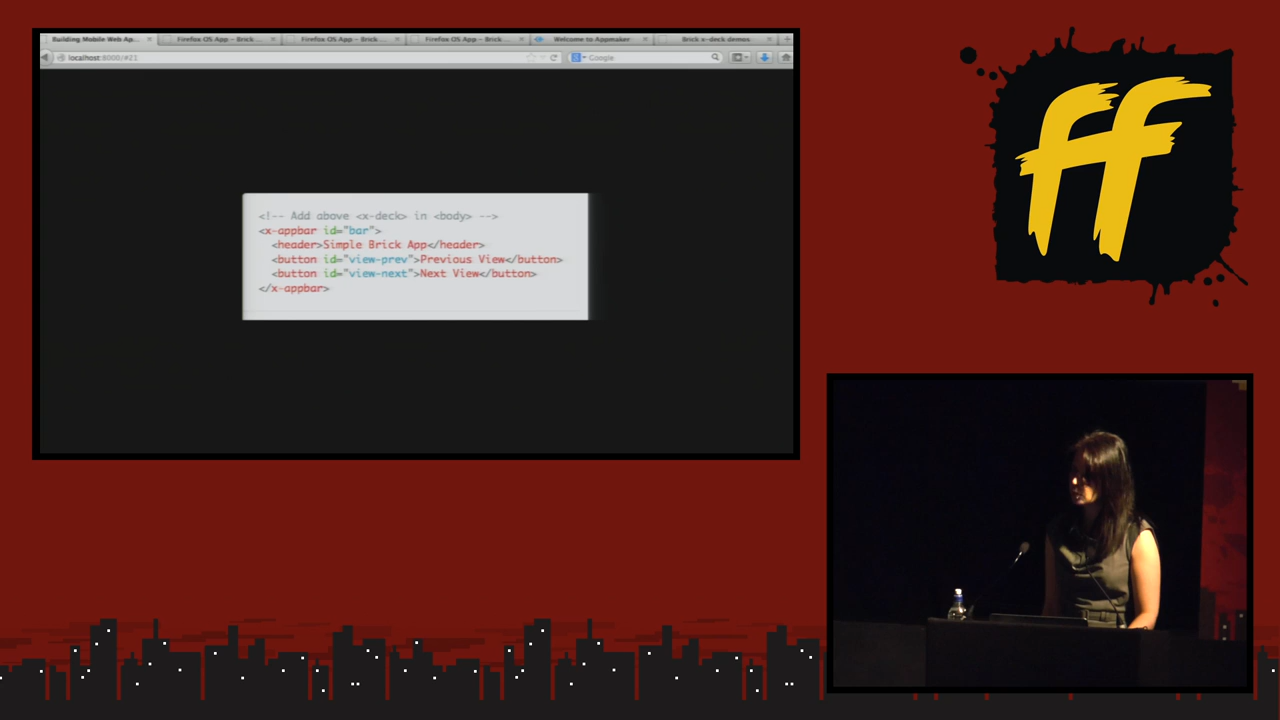 Building Mobile Web Ap... Firefox OS App - Brick ... Firefox OS App - Brick ... Firefox OS App - Brick ... Welcome to Appmaker Brick x-deck demos
localhost:8000/#21 Google
<!-- Add above <x-deck> in <body> -->
<x-appbar id="bar">
<header>Simple Brick App</header>
<button id="view-prev">Previous View</button>
<button id="view-next">Next View</button>
</x-appbar>
ff